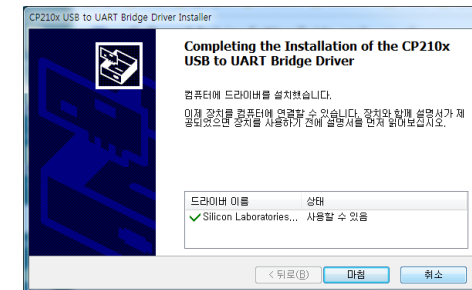 CP210x USB to UART Bridge Driver Installer
Completing the Installation of the CP210x
USB to UART Bridge Driver
컴퓨터에 드라이버를 설치했습니다.
이제 장치를 컴퓨터에 연결할 수 있습니다. 장치와 함께 설명서가 제
공되었으면 장치를 사용하기 전에 설명서를 먼저 읽어보십시오.
드라이버 이름 상태
Silicon Laboratories... 사용할 수 있음
< 뒤로(B) 마침 취소